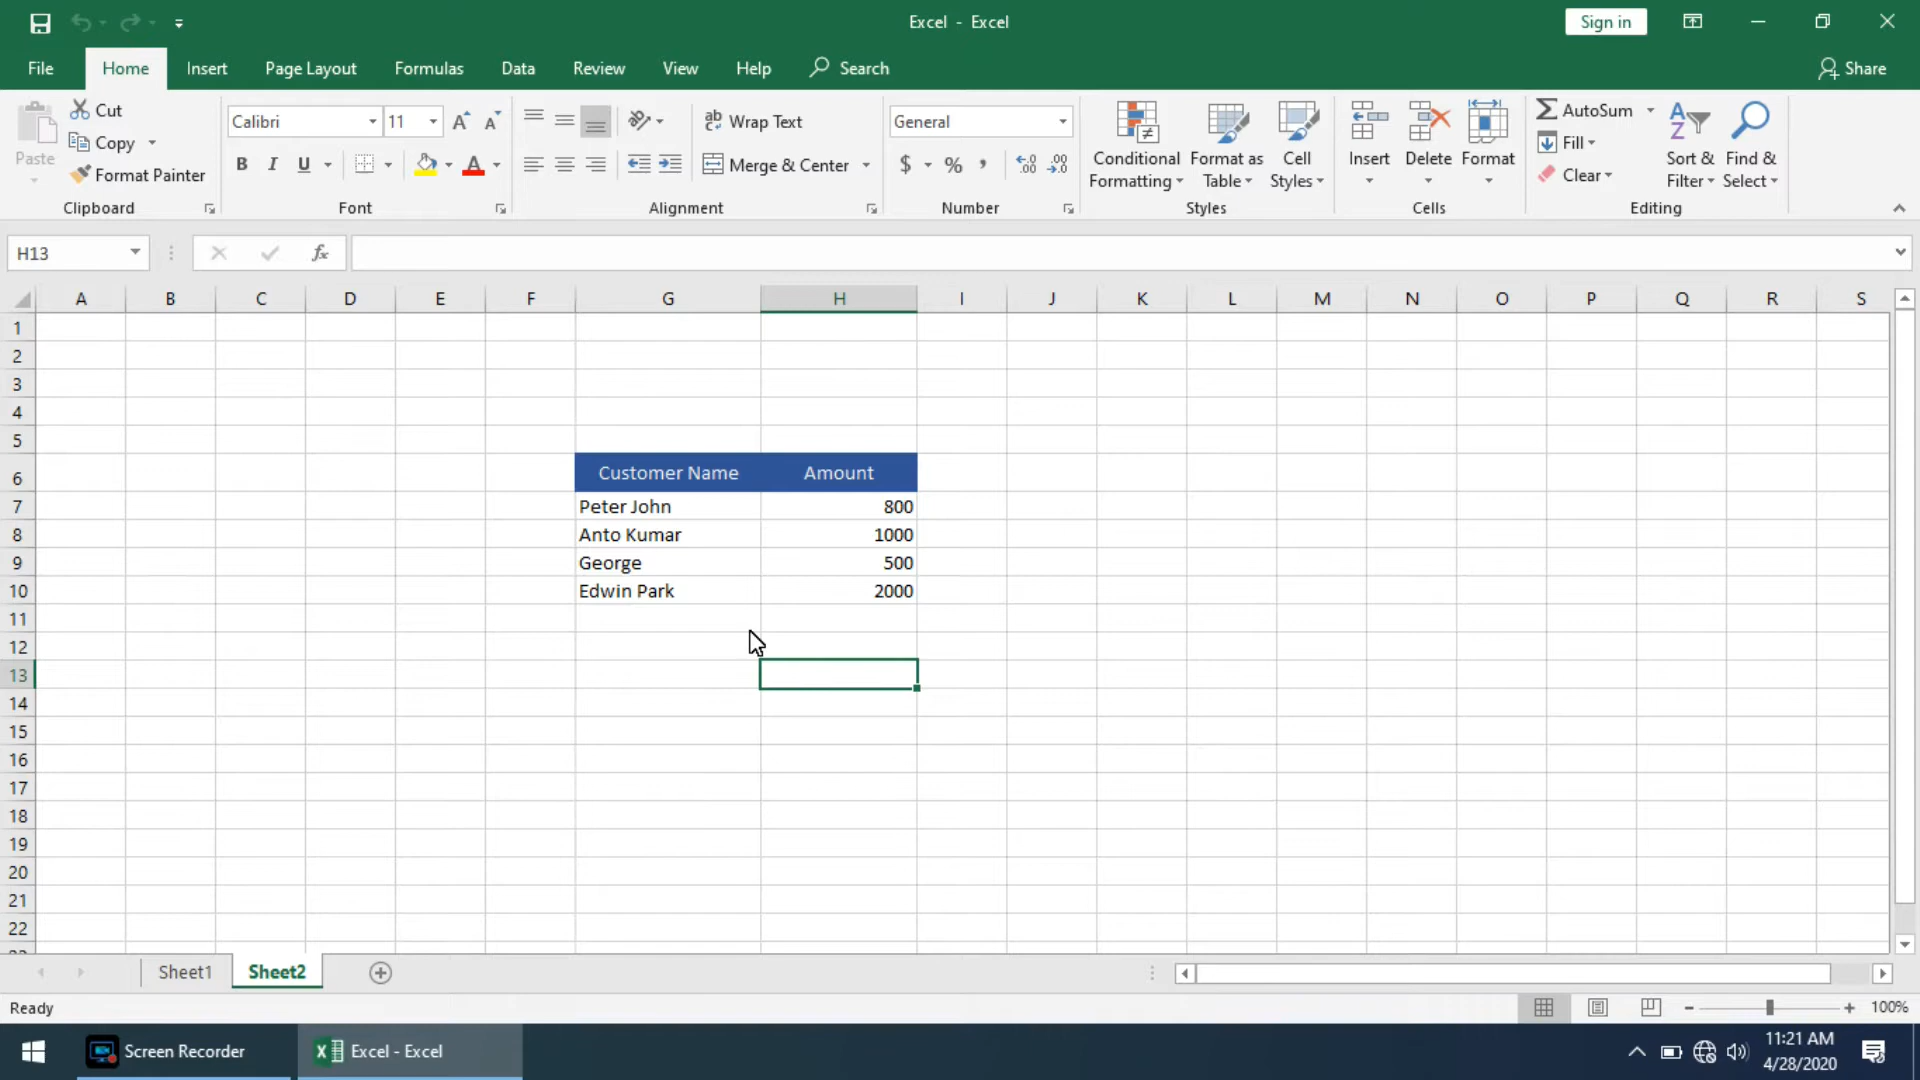 Excel - Excel
Sign in
File Home Insert Page Layout Formulas Data Review View Help Search Share
Paste
Cut
Copy
Format Painter
Clipboard
Calibri 11
B I U
Font
Wrap Text
Merge & Center
Alignment
General
$ % ,
Number
Conditional Formatting
Format as Table
Cell Styles
Styles
Insert Delete Format
Cells
AutoSum
Fill
Clear
Sort & Filter
Find & Select
Editing
H13
fx
A B C D E F G H I J K L M N O P Q R S
1
2
3
4
5
6 Customer Name Amount
7 Peter John 800
8 Anto Kumar 1000
9 George 500
10 Edwin Park 2000
11
12
13
14
15
16
17
18
19
20
21
22
Sheet1 Sheet2
Ready
100%
Screen Recorder
Excel - Excel
11:21 AM
4/28/2020